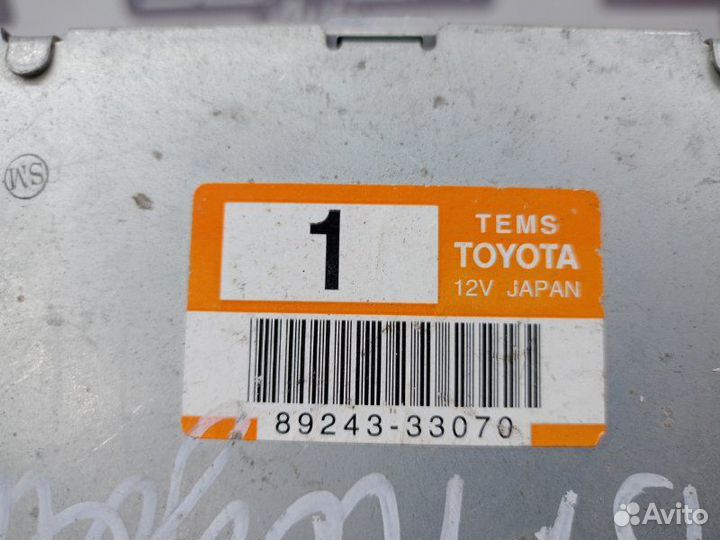 SM
1
TEMS
TOYOTA
12V JAPAN
89243-33070
Avito